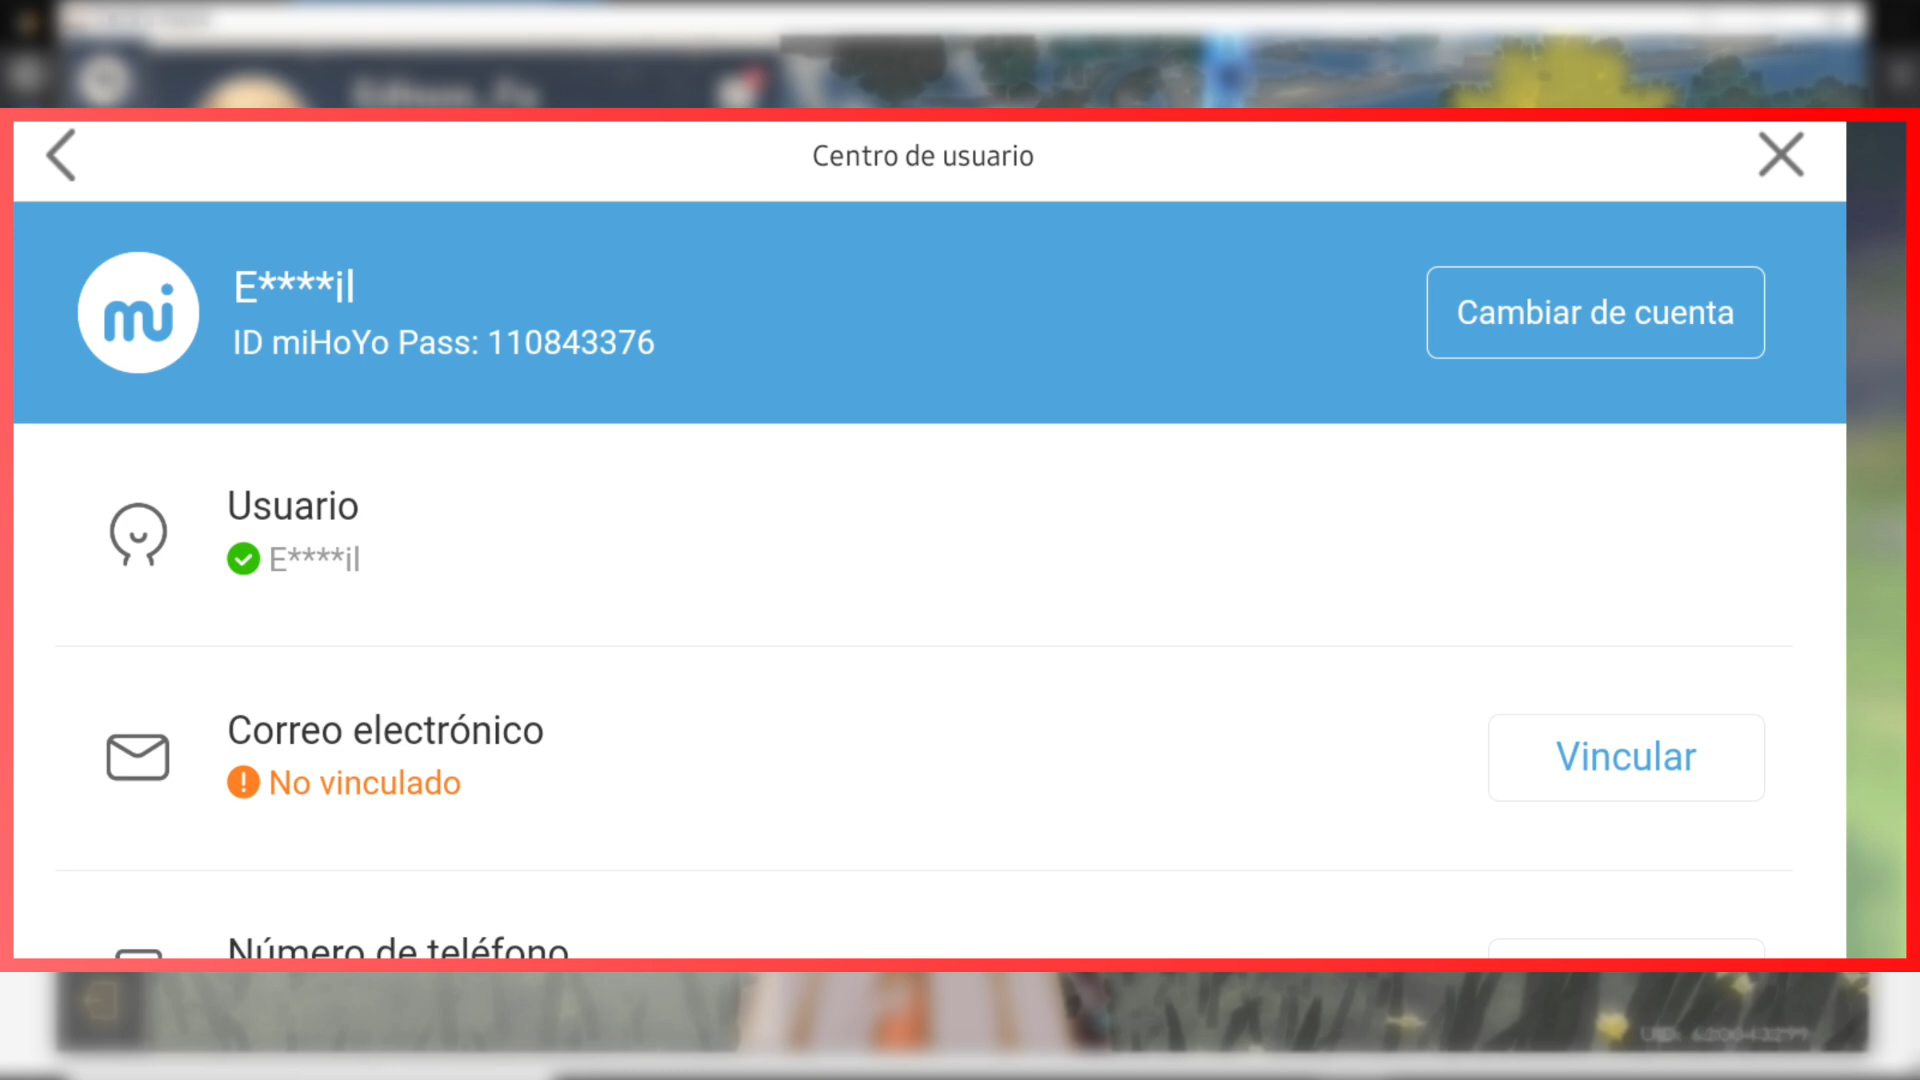 Centro de usuario
mi
E****il
ID miHoYo Pass: 110843376
Cambiar de cuenta
Usuario
E****il
Correo electrónico
No vinculado
Vincular
Número de teléfono